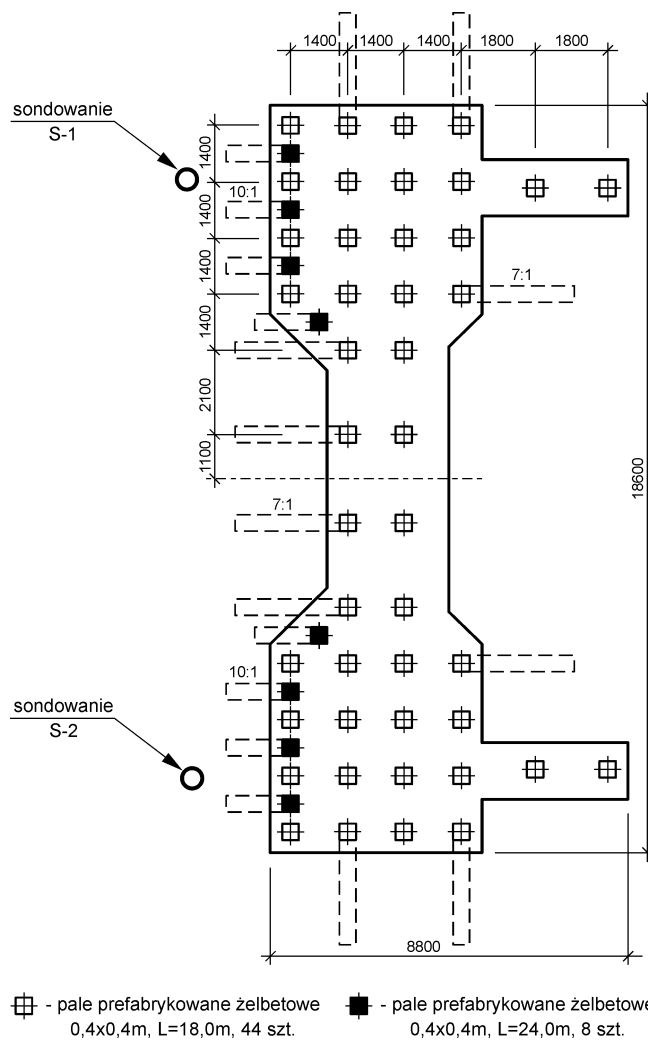 1400 1400 1400 1800 1800
sondowanie
S-1
1400
10:1
1400
1400
7:1
1400
2100
1100
18600
7:1
10:1
sondowanie
S-2
8800
- pale prefabrykowane żelbetowe
0,4x0,4m, L=18,0m, 44 szt.
- pale prefabrykowane żelbetowe
0,4x0,4m, L=24,0m, 8 szt.